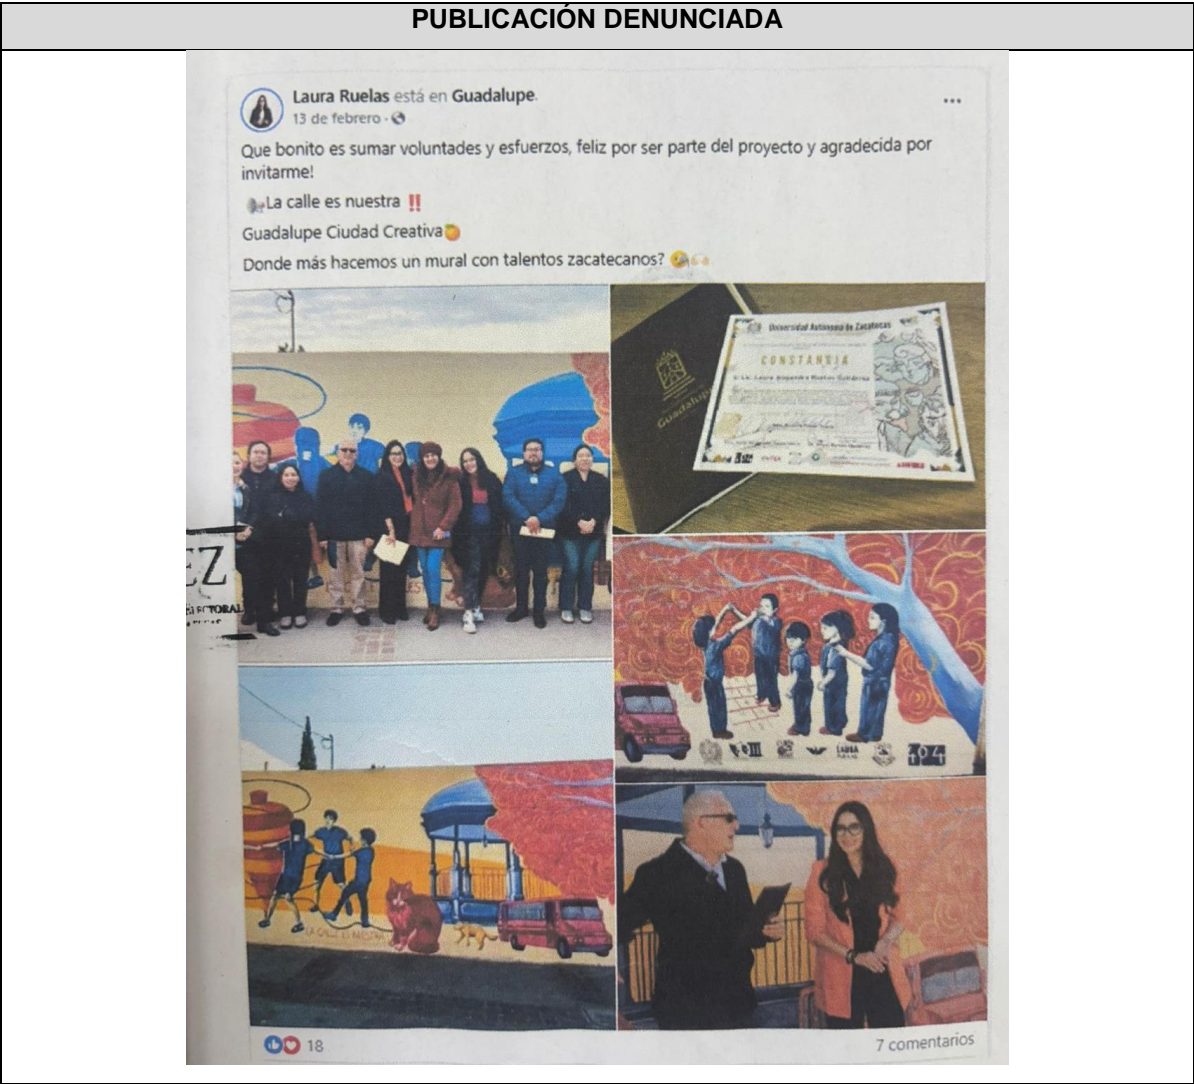 PUBLICACIÓN DENUNCIADA
Laura Ruelas está en Guadalupe.
13 de febrero
Que bonito es sumar voluntades y esfuerzos, feliz por ser parte del proyecto y agradecida por
invitarme!
La calle es nuestra ‼️
Guadalupe Ciudad Creativa🍊
Donde más hacemos un mural con talentos zacatecanos?
Universidad Autónoma de Zacatecas
CONSTANCIA
Guadalupe
EZ
LA CALLE ES NUESTRA
LAURA
18
7 comentarios